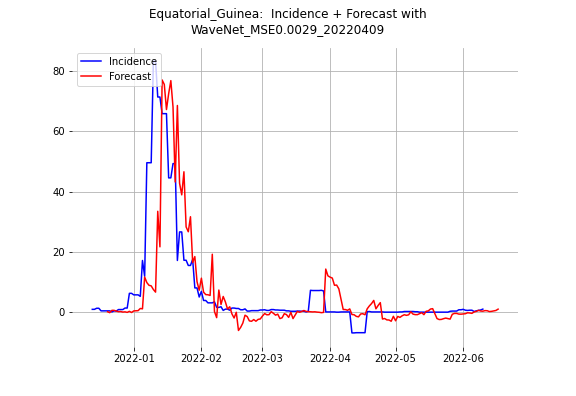 Equatorial_Guinea:  Incidence + Forecast with
WaveNet_MSE0.0029_20220409
Incidence
Forecast
80
60
40
20
0
2022-01 2022-02 2022-03 2022-04 2022-05 2022-06